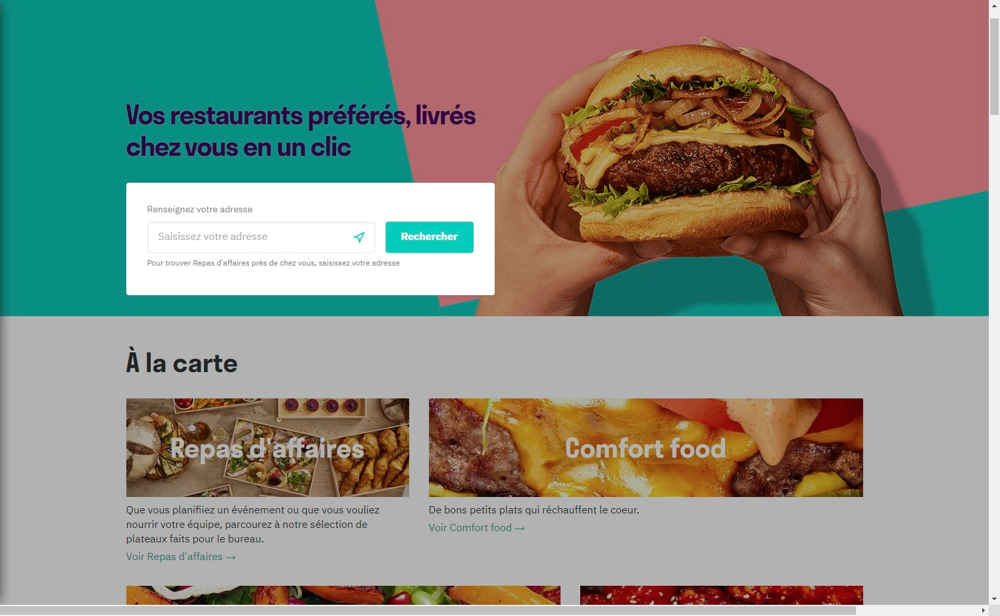 Vos restaurants préférés, livrés
chez vous en un clic
Renseignez votre adresse
Saisissez votre adresse
Rechercher
Pour trouver Repas d'affaires près de chez vous, saisissez votre adresse
À la carte
Repas d'affaires
Comfort food
Que vous planifiiez un événement ou que vous vouliez
nourrir votre équipe, parcourez à notre sélection de
plateaux faits pour le bureau.
Voir Repas d'affaires →
De bons petits plats qui réchauffent le coeur.
Voir Comfort food →